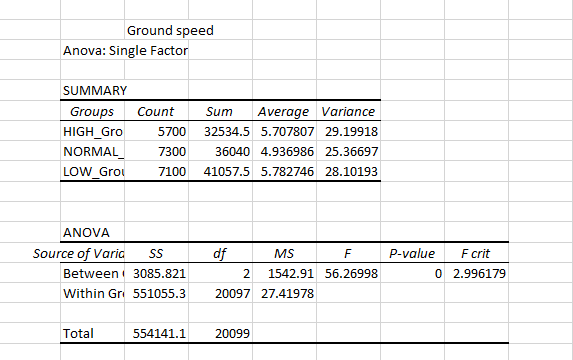 Ground speed
Anova: Single Factor
SUMMARY
Groups Count Sum Average Variance
HIGH_Gro 5700 32534.5 5.707807 29.19918
NORMAL_ 7300 36040 4.936986 25.36697
LOW_Grou 7100 41057.5 5.782746 28.10193
ANOVA
Source of Varia SS df MS F P-value F crit
Between 3085.821 2 1542.91 56.26998 0 2.996179
Within Gr 551055.3 20097 27.41978
Total 554141.1 20099